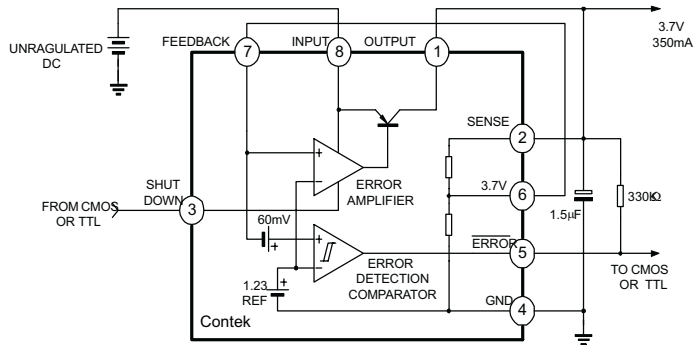 UNRAGULATED
DC
FEEDBACK
INPUT
OUTPUT
7
8
1
3.7V
350mA
SENSE
2
+
-
ERROR
AMPLIFIER
3.7V
6
1.5µF
330KΩ
SHUT
DOWN
3
FROM CMOS
OR TTL
60mV
+
+
-
ERROR
DETECTION
COMPARATOR
ERROR
5
TO CMOS
OR TTL
1.23
REF
+
GND
4
Contek